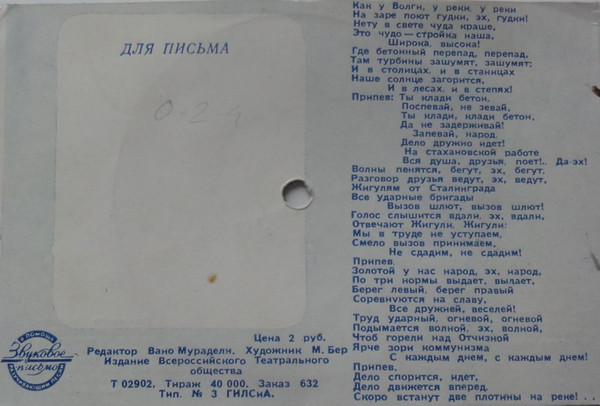 ДЛЯ ПИСЬМА
0-24
В ПОМОЩЬ
Звуковое
письмо
РАЗУЧИВАЮЩИМ ПЕСНИ
Цена 2 руб.
Редактор Вано Мурадели, Художник М. Бер
Издание Всероссийского Театрального
общества
Т 02902. Тираж 40 000. Заказ 632
Тип. № 3 ГИЛСиА.
Как у Волги, у реки, у реки
На заре поют гудки, эх, гудки!
Нету в свете чуда краше,
Это чудо — стройка наша,
Широка, высока!
Где бетонный перепад, перепад,
Там турбины зашумят, зашумят;
И в столицах, и в станицах
Наше солнце загорится,
И в лесах, и в степях!
Припев: Ты клади бетон,
Поспевай, не зевай,
Ты клади, клади бетон,
Да не задерживай!
Запевай, народ,
Дело дружно идет!
На стахановской работе
Вся душа, друзья, поет!.. Да-эх!
Волны пенятся, бегут, эх, бегут,
Разговор друзья ведут, эх, ведут,
Жигулям от Сталинграда
Все ударные бригады
Вызов шлют, вызов шлют!
Голос слышится вдали, эх, вдали,
Отвечают Жигули, Жигули:
Мы в труде не уступаем,
Смело вызов принимаем,
Не сдадим, не сдадим!
Припев.
Золотой у нас народ, эх, народ,
По три нормы выдает, выдает,
Берег левый, берег правый
Соревнуются на славу,
Все дружней, веселей!
Труд ударный, огневой, огневой
Подымается волной, эх, волной,
Чтоб горели над Отчизной
Ярче зори коммунизма
С каждым днем, с каждым днем!
Припев.
Дело спорится, идет,
Дело движется вперед,
Скоро встанут две плотины на рене! . .